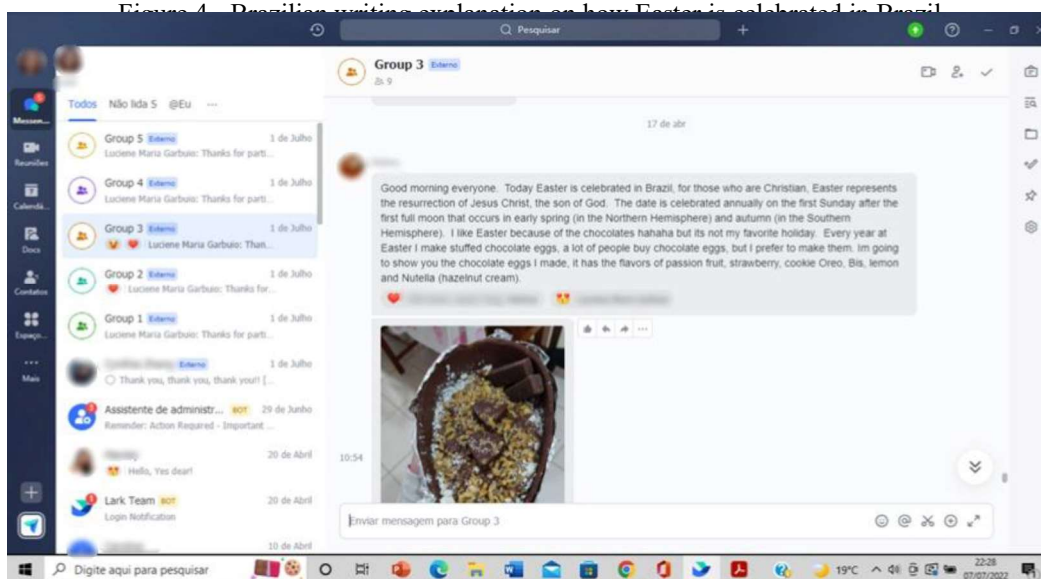 Figure 4 - Brazilian writing explanation on how Easter is celebrated in Brazil
Pesquisar
Todos Não lida S @Eu ...
Messen...
Reuniões
Calendá...
Docs
Contatos
Espaço...
Mais
Group 5 Externo 1 de Julho
Luciene Maria Garbuio: Thanks for parti...
Group 4 Externo 1 de Julho
Luciene Maria Garbuio: Thanks for parti...
Group 3 Externo 1 de Julho
Luciene Maria Garbuio: Than...
Group 2 Externo 1 de Julho
Luciene Maria Garbuio: Thanks for...
Group 1 Externo 1 de Julho
Luciene Maria Garbuio: Thanks for parti...
Externo 1 de Julho
Thank you, thank you, thank you!! [...
Assistente de administr... BOT 29 de Junho
Reminder: Action Required - Important ...
20 de Abril
Hello, Yes dear!
Lark Team BOT 20 de Abril
Login Notification
10 de Abril
Group 3 Externo
9
17 de abr
Good morning everyone. Today Easter is celebrated in Brazil, for those who are Christian, Easter represents
the resurrection of Jesus Christ, the son of God. The date is celebrated annually on the first Sunday after the
first full moon that occurs in early spring (in the Northern Hemisphere) and autumn (in the Southern
Hemisphere). I like Easter because of the chocolates hahaha but its not my favorite holiday. Every year at
Easter I make stuffed chocolate eggs, a lot of people buy chocolate eggs, but I prefer to make them. Im going
to show you the chocolate eggs I made, it has the flavors of passion fruit, strawberry, cookie Oreo, Bis, lemon
and Nutella (hazelnut cream).
10:54
Enviar mensagem para Group 3
Digite aqui para pesquisar
19°C
22:28
07/07/2022